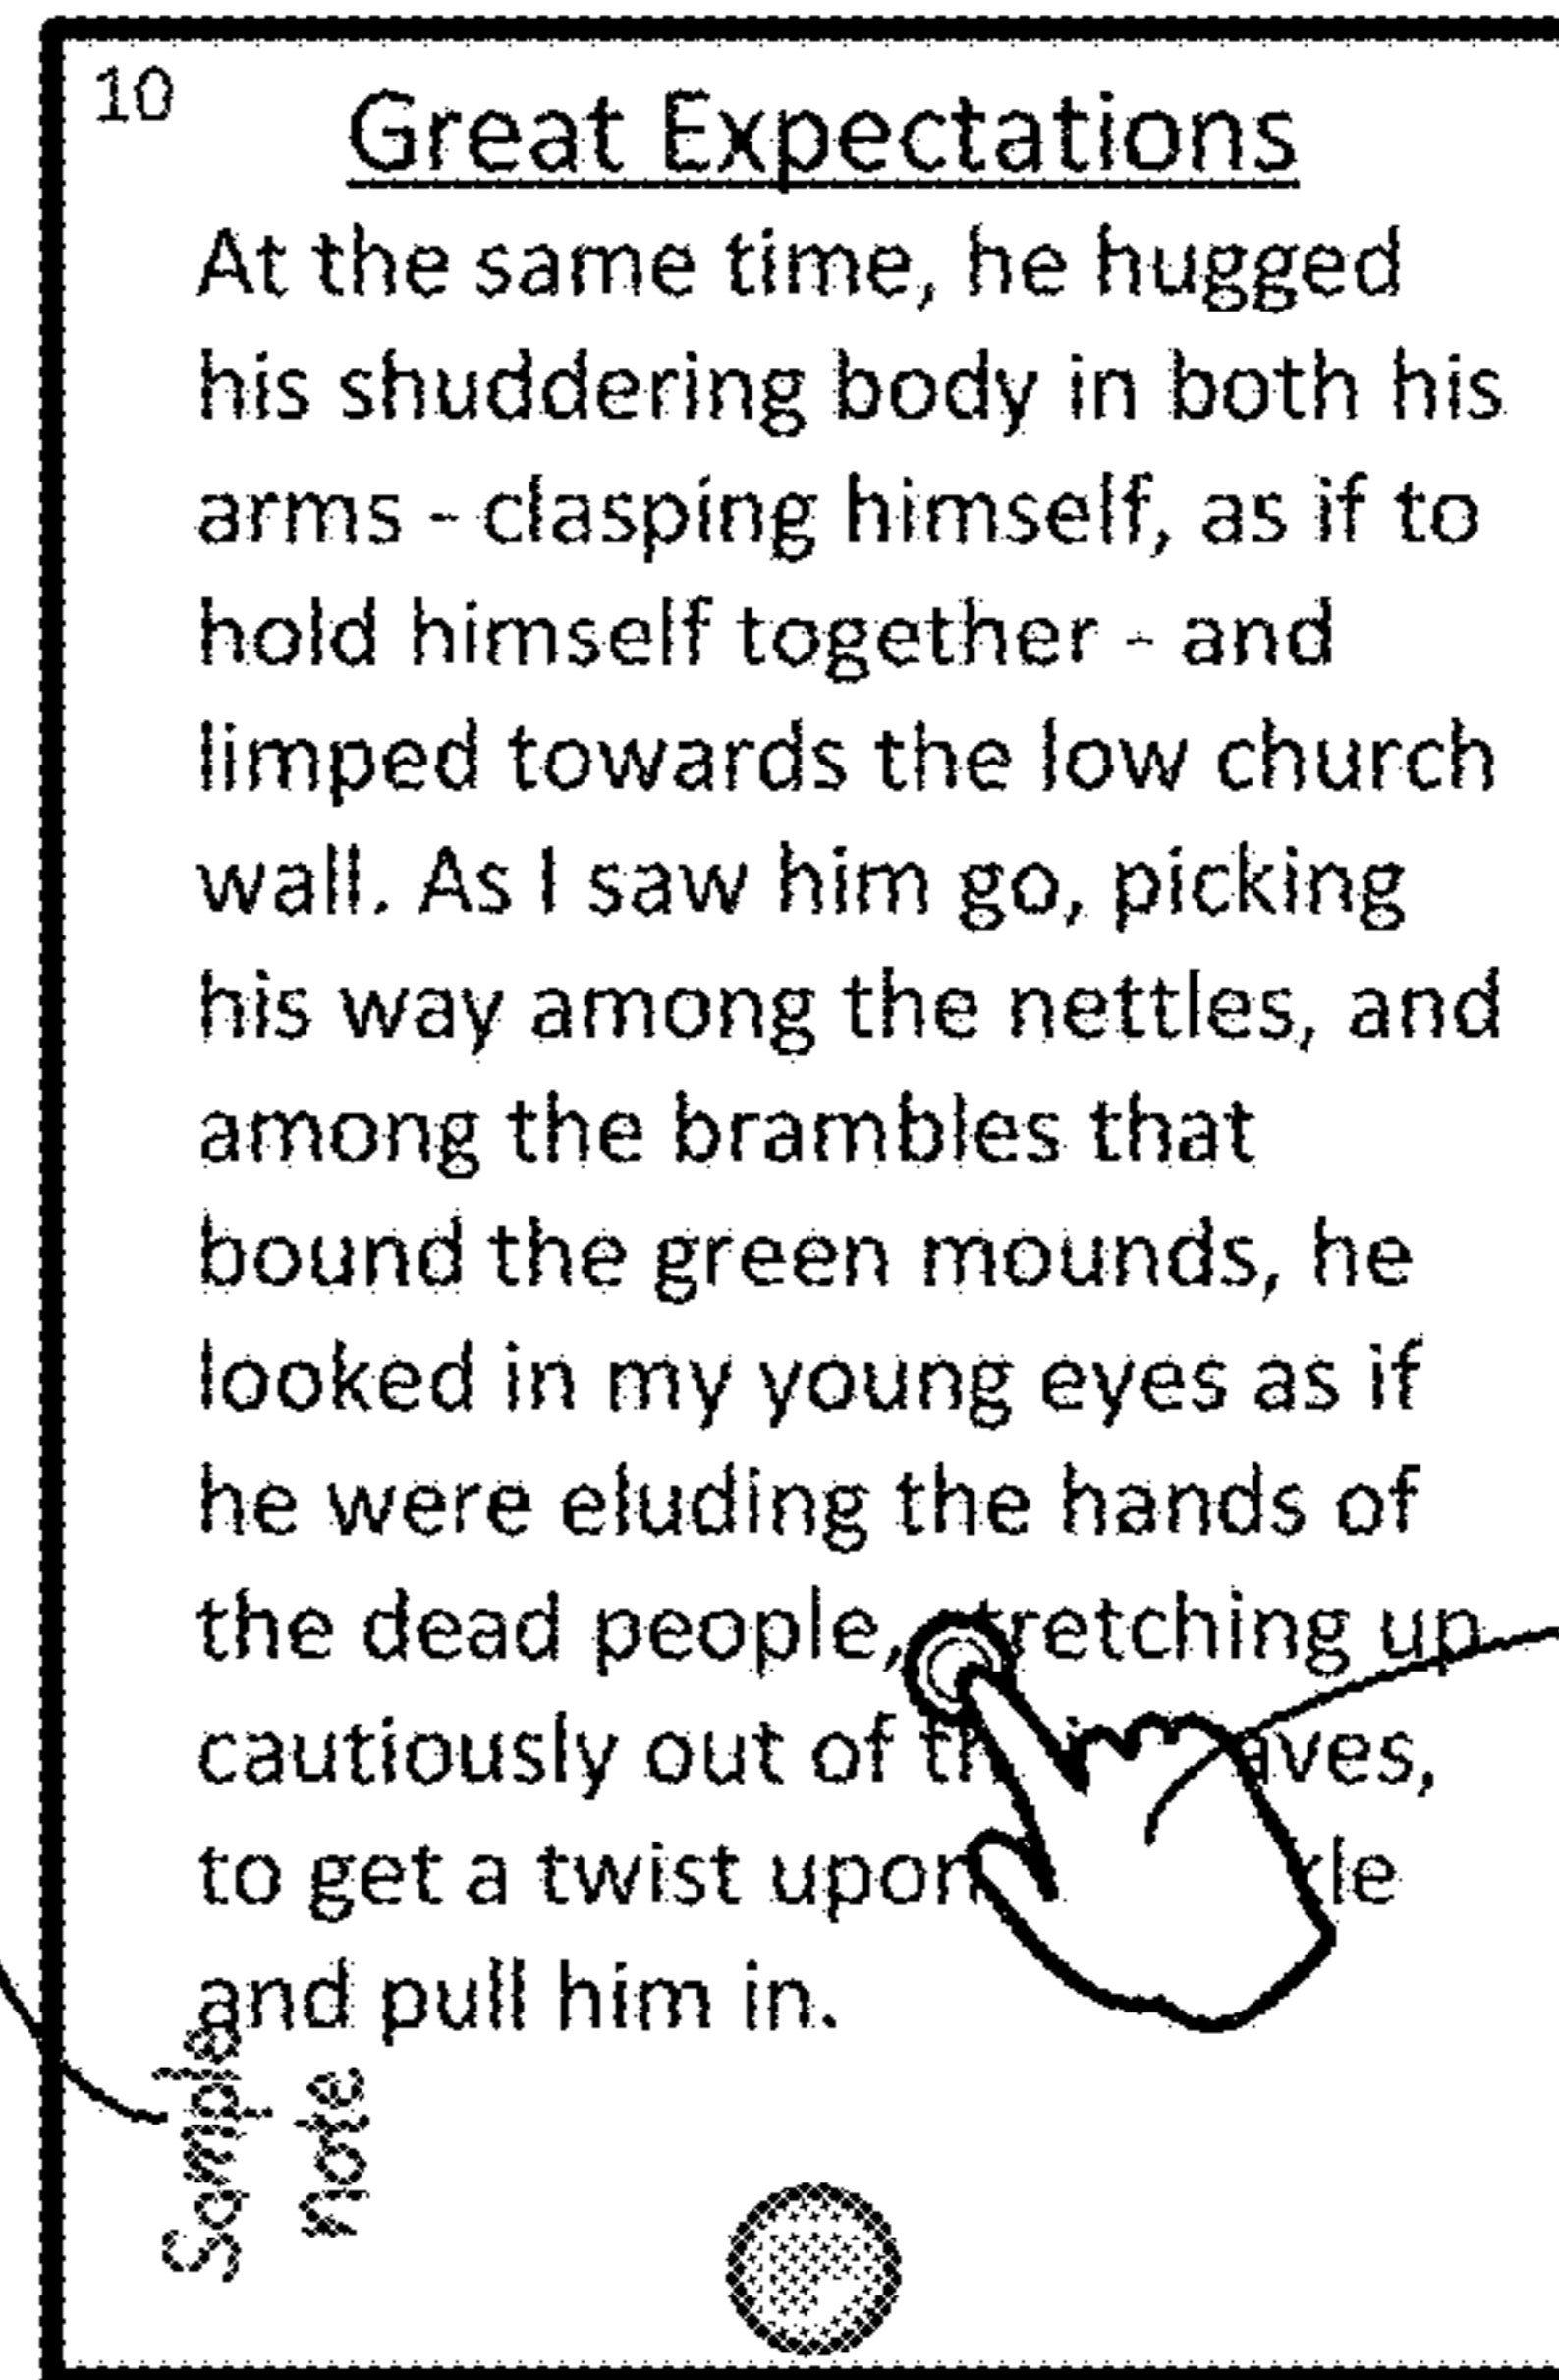 10
Great Expectations
At the same time, he hugged
his shuddering body in both his
arms - clasping himself, as if to
hold himself together - and
limped towards the low church
wall. As I saw him go, picking
his way among the nettles, and
among the brambles that
bound the green mounds, he
looked in my young eyes as if
he were eluding the hands of
the dead people, stretching up
cautiously out of
to get a twist upon
and pull him in.
Sample
note